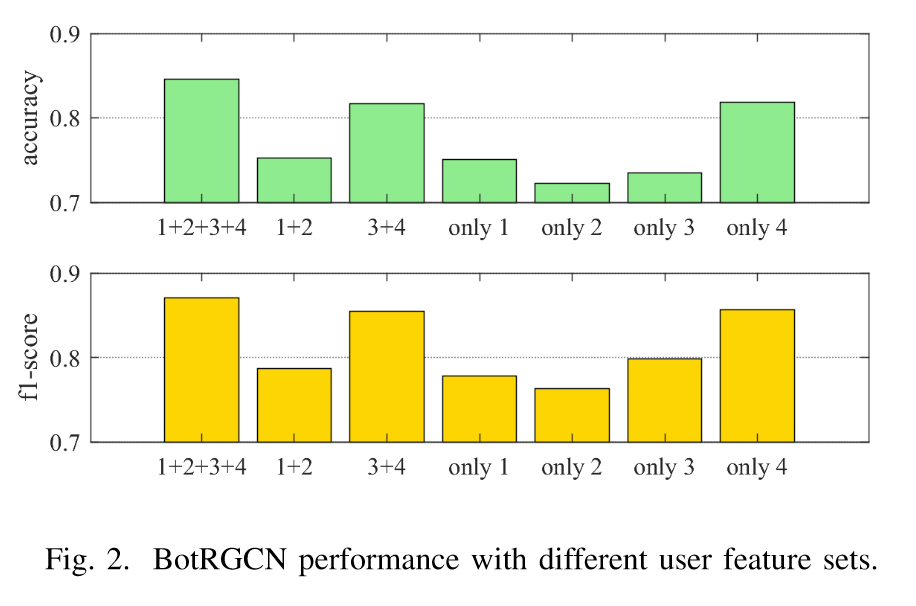 0.9
0.8
0.7
accuracy
1+2+3+4 1+2 3+4 only 1 only 2 only 3 only 4
0.9
0.8
0.7
f1-score
1+2+3+4 1+2 3+4 only 1 only 2 only 3 only 4
Fig. 2. BotRGCN performance with different user feature sets.